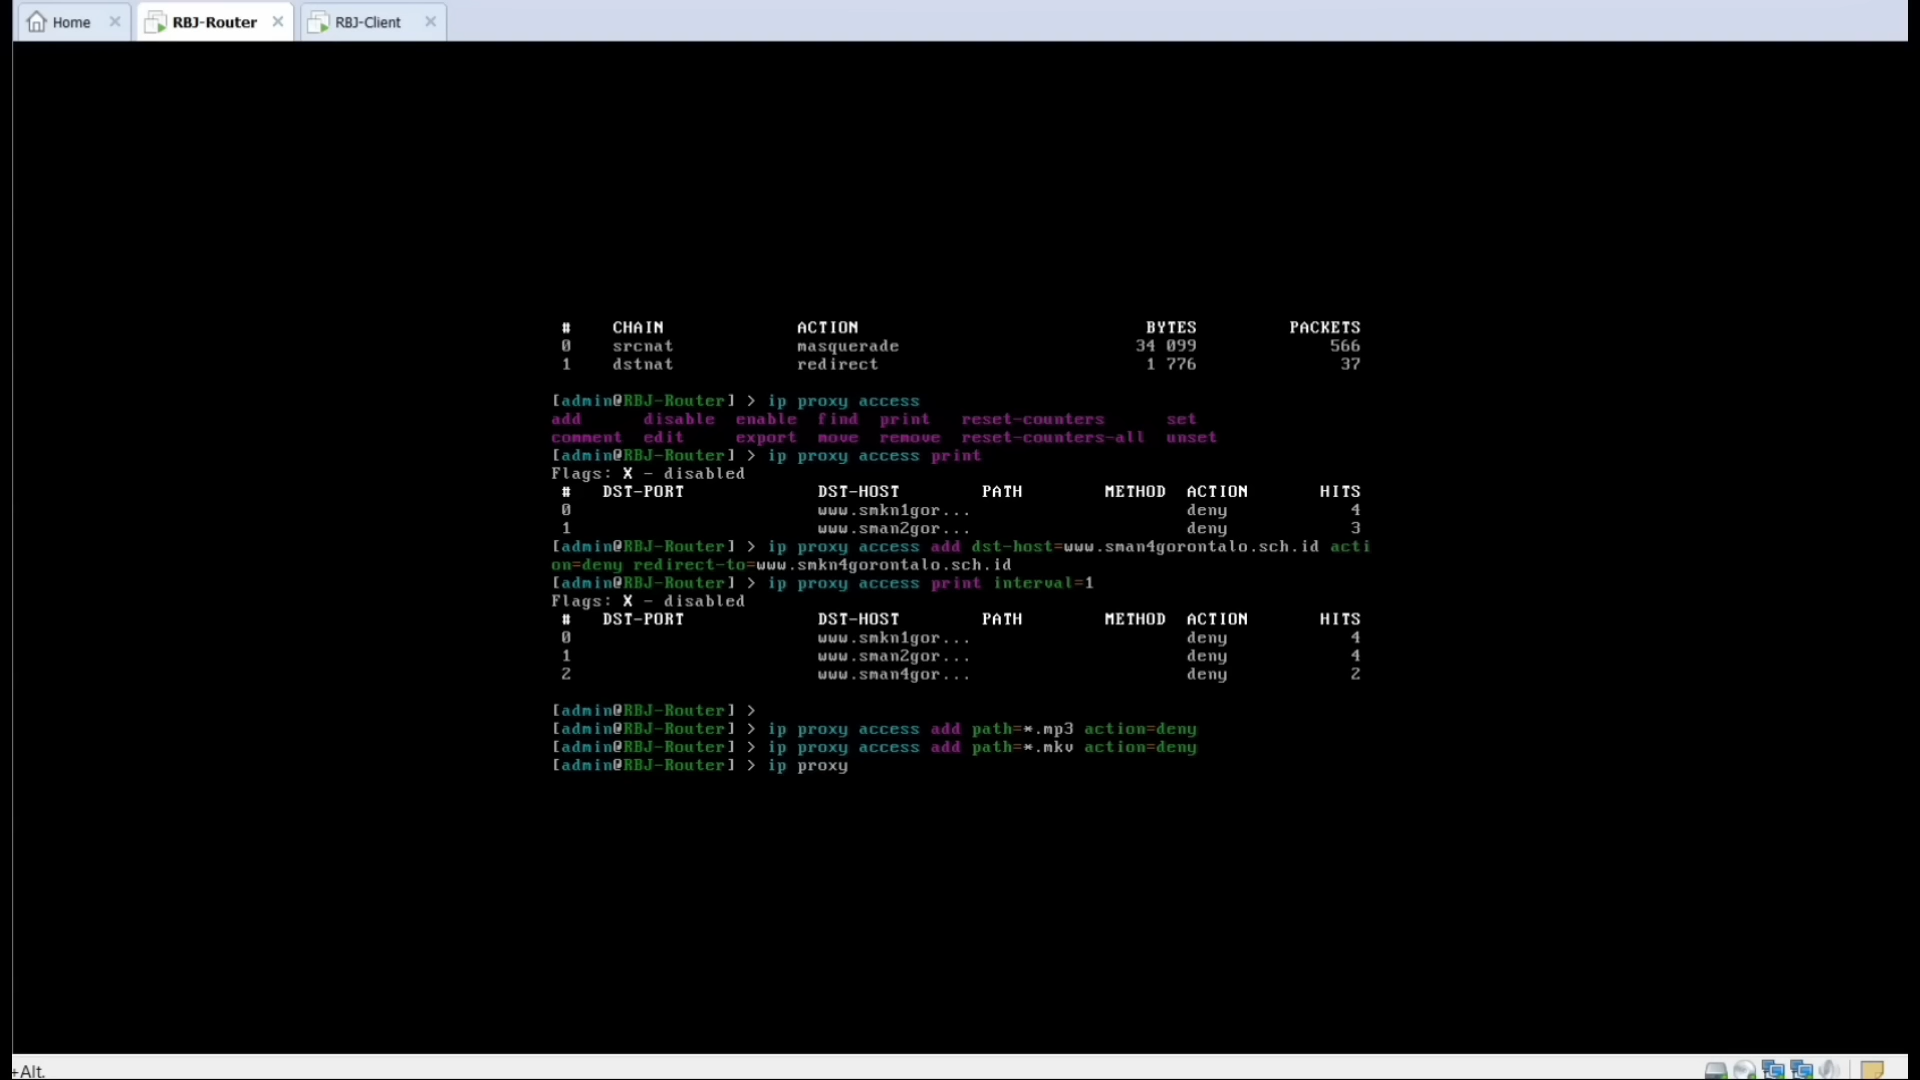 Home
RBJ-Router
RBJ-Client
# CHAIN ACTION BYTES PACKETS
0 srcnat masquerade 34 099 566
1 dstnat redirect 1 776 37
[admin@RBJ-Router] > ip proxy access
add disable enable find print reset-counters set
comment edit export move remove reset-counters-all unset
[admin@RBJ-Router] > ip proxy access print
Flags: X - disabled
# DST-PORT DST-HOST PATH METHOD ACTION HITS
0 www.smkn1gor... deny 4
1 www.sman2gor... deny 3
[admin@RBJ-Router] > ip proxy access add dst-host=www.sman4gorontalo.sch.id acti
on=deny redirect-to=www.smkn4gorontalo.sch.id
[admin@RBJ-Router] > ip proxy access print interval=1
Flags: X - disabled
# DST-PORT DST-HOST PATH METHOD ACTION HITS
0 www.smkn1gor... deny 4
1 www.sman2gor... deny 4
2 www.sman4gor... deny 2
[admin@RBJ-Router] >
[admin@RBJ-Router] > ip proxy access add path=*.mp3 action=deny
[admin@RBJ-Router] > ip proxy access add path=*.mkv action=deny
[admin@RBJ-Router] > ip proxy
+Alt.